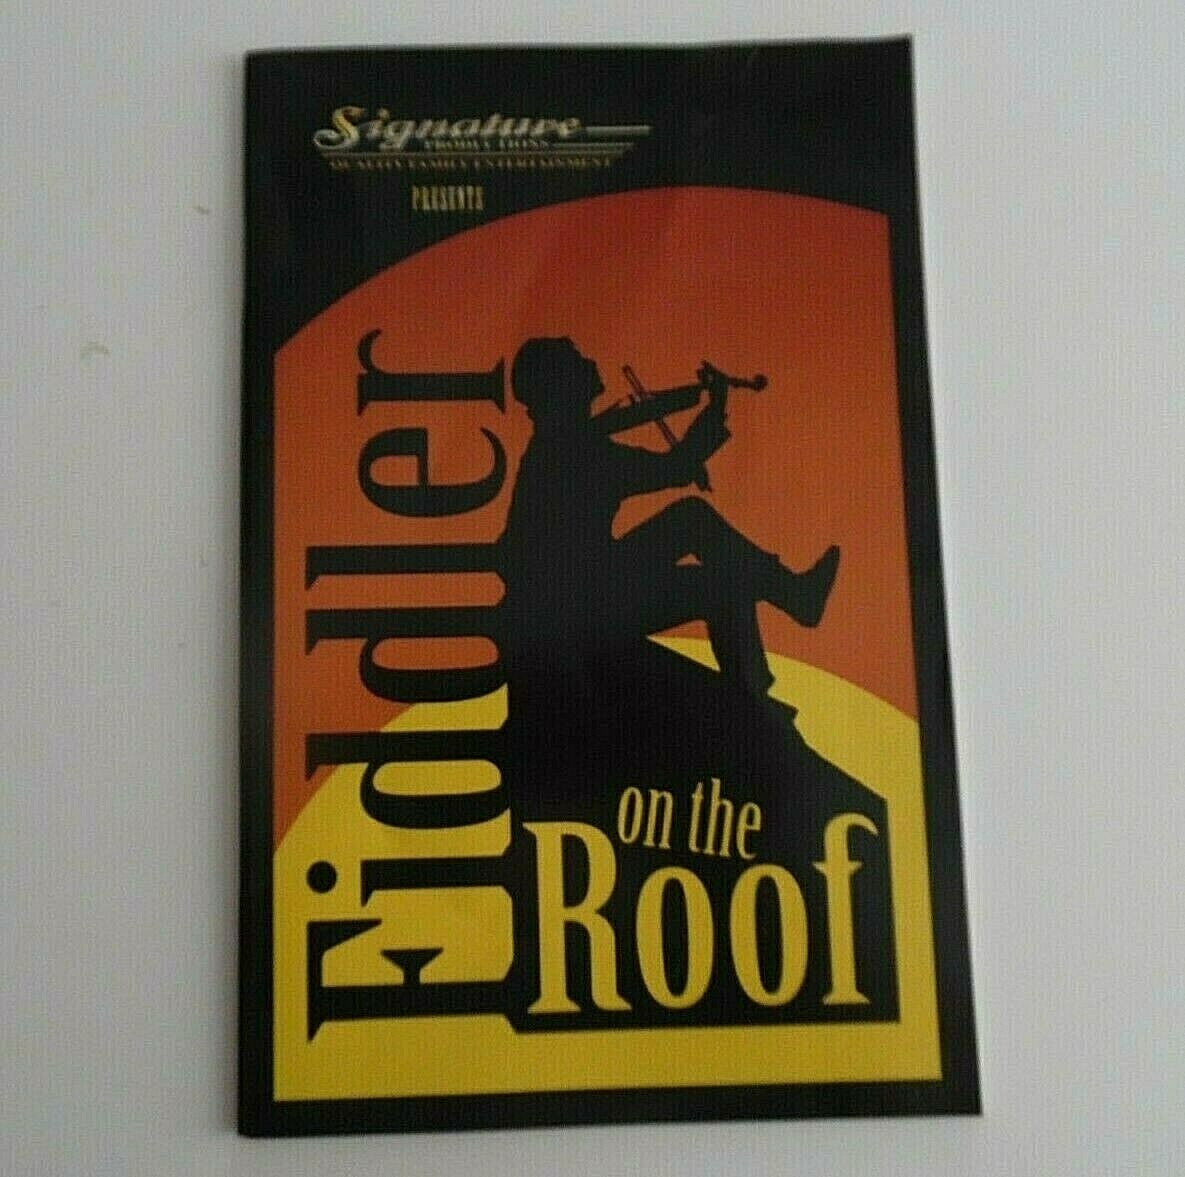 Signature
PRODUCTIONS
QUALITY FAMILY ENTERTAINMENT
PRESENTS
Fiddler
on the
Roof